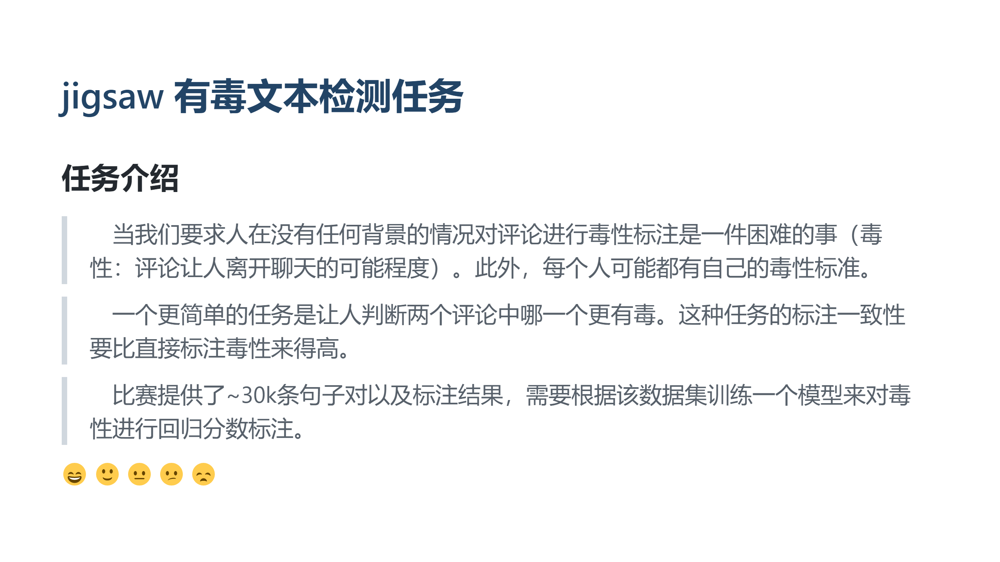 jigsaw 有毒文本检测任务
任务介绍
当我们要求人在没有任何背景的情况对评论进行毒性标注是一件困难的事（毒
性：评论让人离开聊天的可能程度）。此外，每个人可能都有自己的毒性标准。
一个更简单的任务是让人判断两个评论中哪一个更有毒。这种任务的标注一致性
要比直接标注毒性来得高。
比赛提供了~30k条句子对以及标注结果，需要根据该数据集训练一个模型来对毒
性进行回归分数标注。